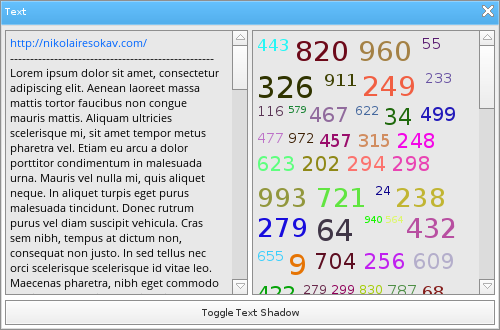 Text
http://nikolairesokav.com/
------------------------------------------------
Lorem ipsum dolor sit amet, consectetur
adipiscing elit. Aenean laoreet massa
mattis tortor faucibus non congue
mauris mattis. Aliquam ultricies
scelerisque mi, sit amet tempor metus
pharetra vel. Etiam eu arcu a dolor
porttitor condimentum in malesuada
urna. Mauris vel nulla mi, quis aliquet
neque. In aliquet turpis eget purus
malesuada tincidunt. Donec rutrum
purus vel diam suscipit vehicula. Cras
sem nibh, tempus at dictum non,
consequat non justo. In sed tellus nec
orci scelerisque scelerisque id vitae leo.
Maecenas pharetra, nibh eget commodo
443 820 960 55
326 911 249 233
116 579 467 622 34 499
477 972 457 315 248
623 202 294 298
993 721 24 238
279 64 940 432
655 9 704 256 609
422 279 299 830 787 68
Toggle Text Shadow